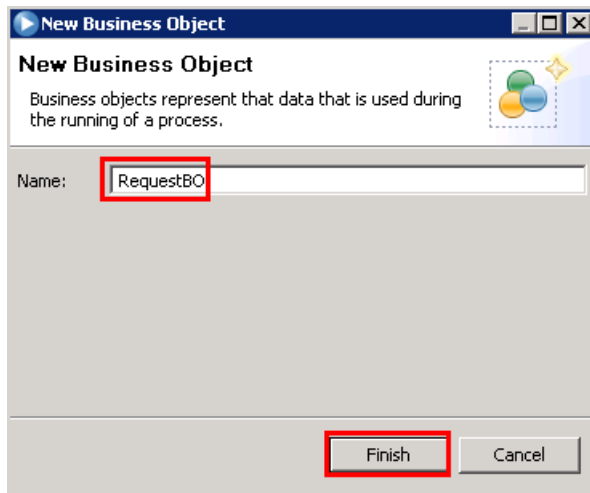 New Business Object
New Business Object
Business objects represent that data that is used during
the running of a process.
Name: RequestBO
Finish Cancel